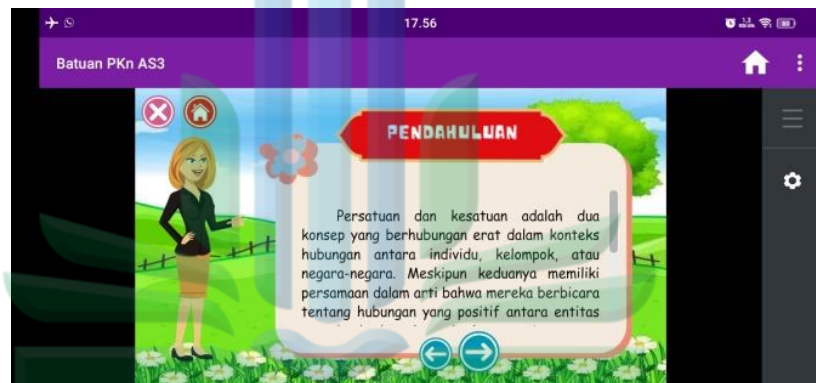 17.56
Batuan PKn AS3
PENDAHULUAN
Persatuan dan kesatuan adalah dua
konsep yang berhubungan erat dalam konteks
hubungan antara individu, kelompok, atau
negara-negara. Meskipun keduanya memiliki
persamaan dalam arti bahwa mereka berbicara
tentang hubungan yang positif antara entitas